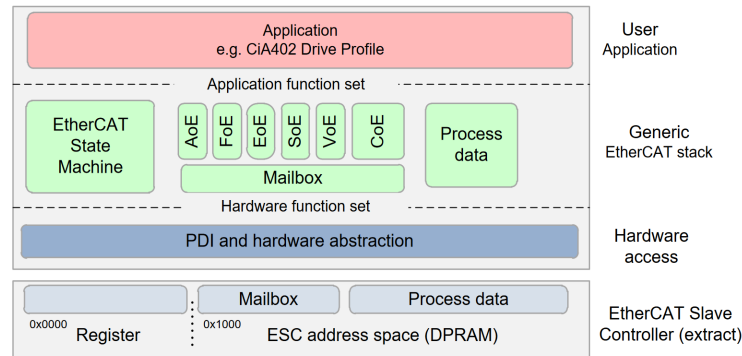 Application
e.g. CiA402 Drive Profile
User
Application
Application function set
EtherCAT
State
Machine
AoE
FoE
EoE
SoE
VoE
CoE
Mailbox
Process
data
Generic
EtherCAT stack
Hardware function set
PDI and hardware abstraction
Hardware
access
Mailbox
Process data
0x0000
Register
0x1000
ESC address space (DPRAM)
EtherCAT Slave
Controller (extract)